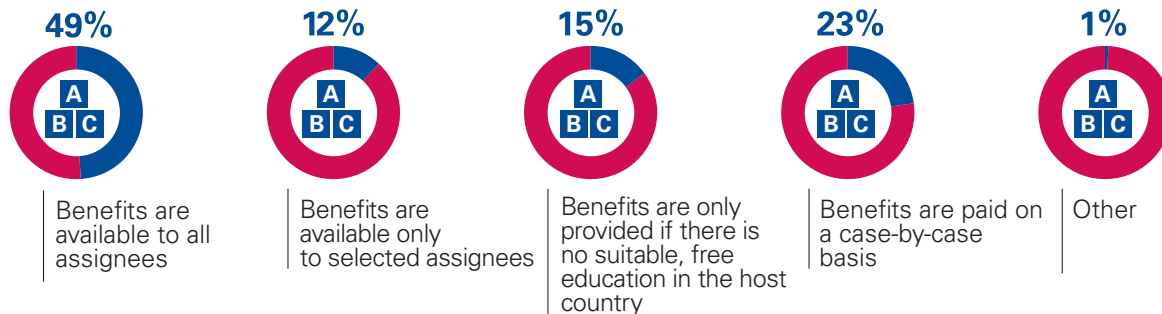 49%
A
B C
Benefits are
available to all
assignees
12%
A
B C
Benefits are
available only
to selected assignees
15%
A
B C
Benefits are only
provided if there is
no suitable, free
education in the host
country
23%
A
B C
Benefits are paid on
a case-by-case
basis
1%
A
B C
Other